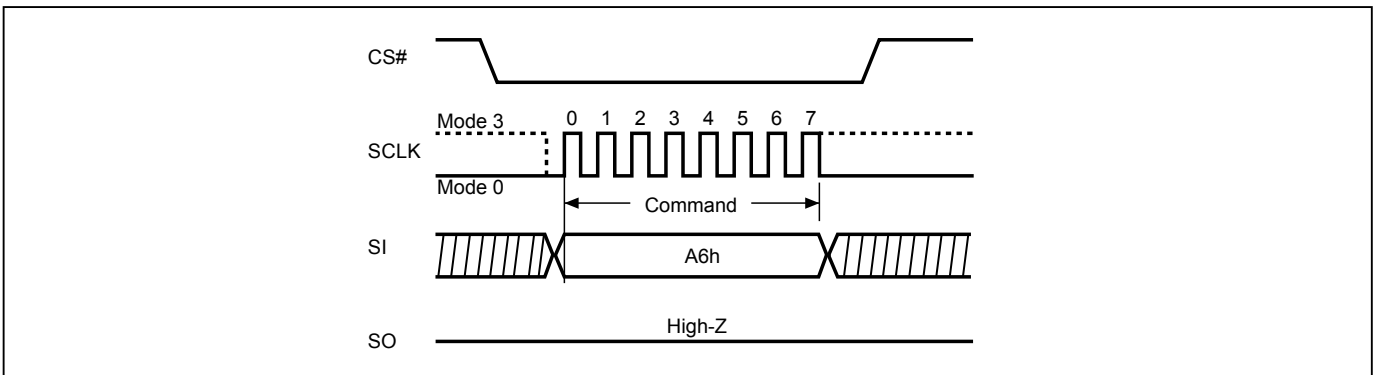 CS#
Mode 3 0 1 2 3 4 5 6 7
SCLK
Mode 0
Command
SI
A6h
High-Z
SO